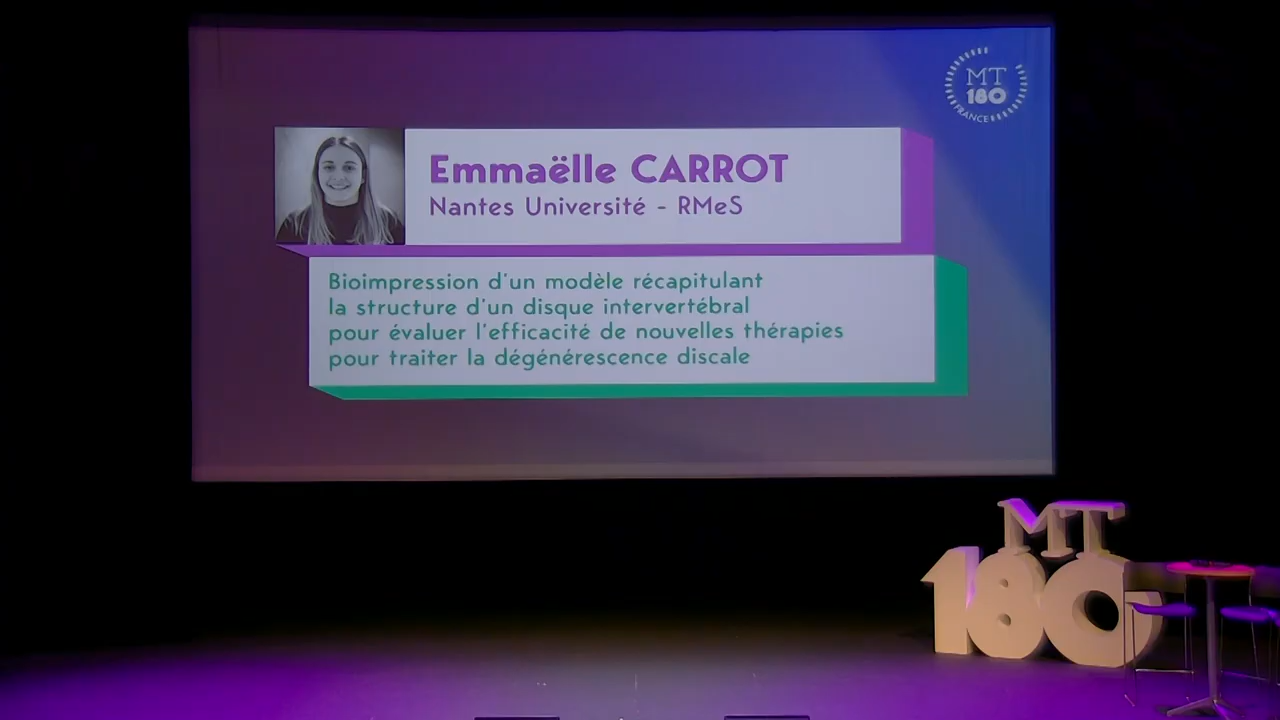 MT
180
FRANCE
Emmaëlle CARROT
Nantes Université - RMeS
Bioimpression d'un modèle récapitulant
la structure d'un disque intervertébral
pour évaluer l'efficacité de nouvelles thérapies
pour traiter la dégénérescence discale
MT
180